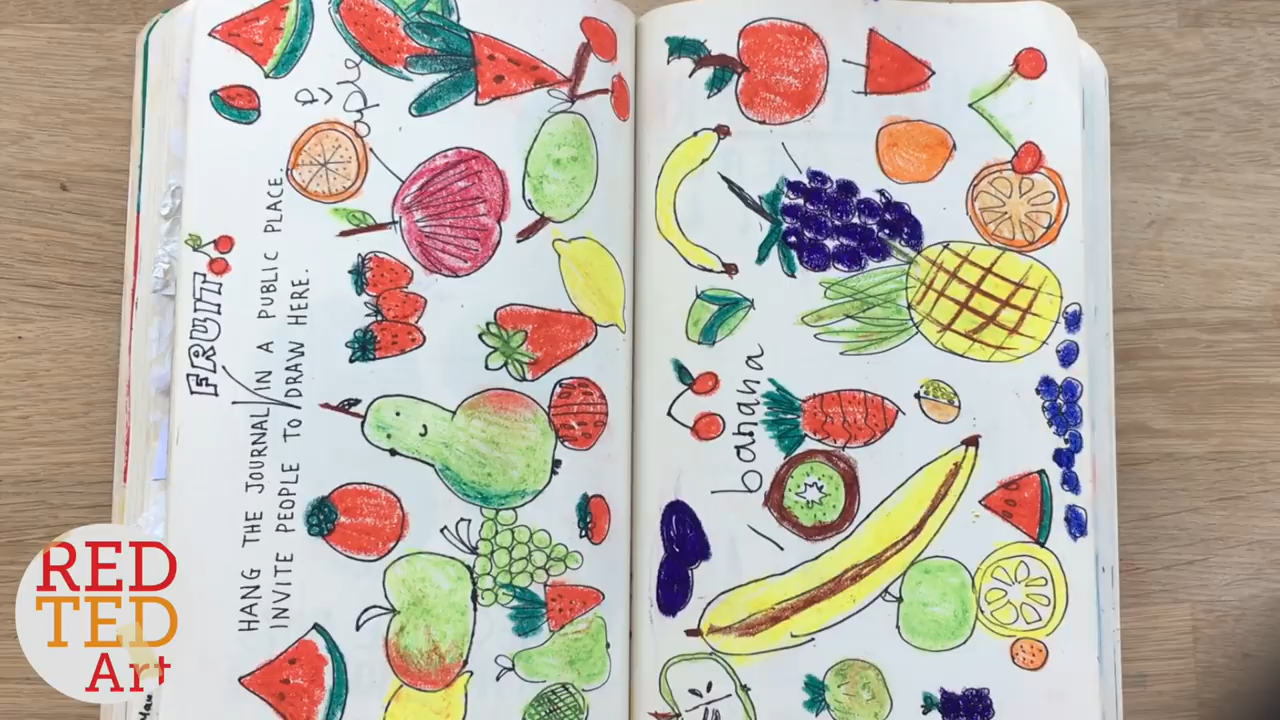 FRUIT
HANG THE JOURNAL IN A PUBLIC PLACE.
INVITE PEOPLE TO DRAW HERE.
apple
banana
RED
TED
Art